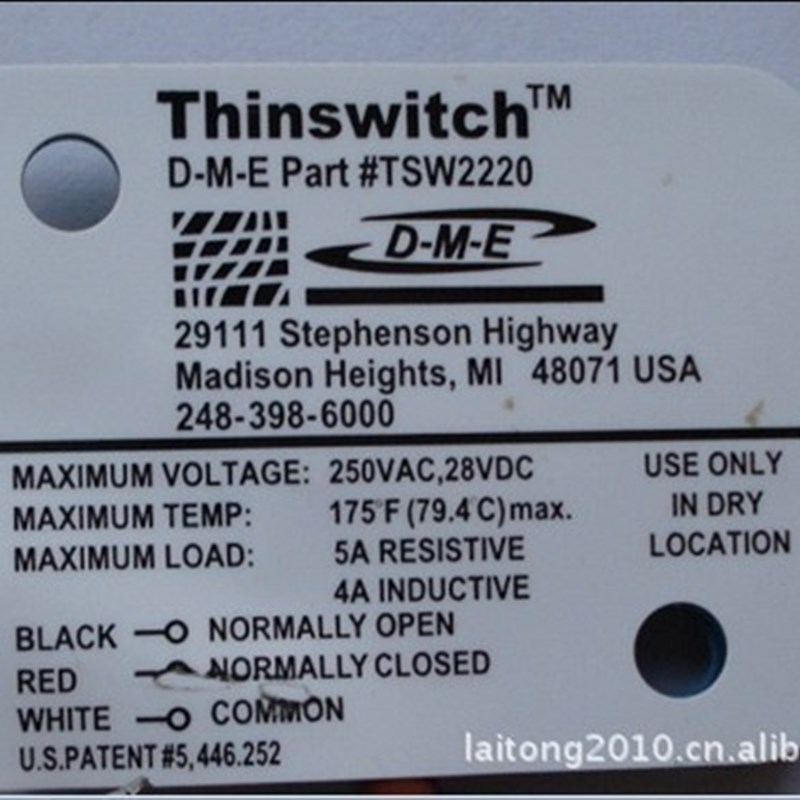 Thinswitch™
D-M-E Part #TSW2220
D-M-E
29111 Stephenson Highway
Madison Heights, MI 48071 USA
248-398-6000
MAXIMUM VOLTAGE: 250VAC,28VDC
MAXIMUM TEMP: 175°F (79.4°C)max.
MAXIMUM LOAD: 5A RESISTIVE
4A INDUCTIVE
USE ONLY
IN DRY
LOCATION
BLACK NORMALLY OPEN
RED NORMALLY CLOSED
WHITE COMMON
U.S.PATENT #5,446.252
laitong2010.cn.alib